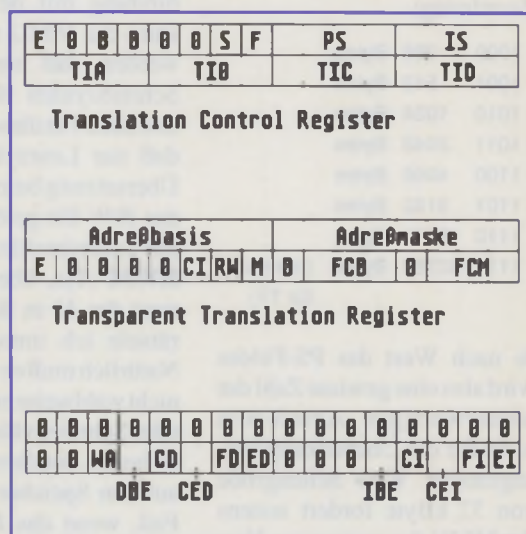 E 0 0 0 0 0 S F PS IS
TIA TIB TIC TID
Translation Control Register
Adreßbasis Adreßmaske
E 0 0 0 0 CI RW M 0 FCB 0 FCM
Transparent Translation Register
0 0 0 0 0 0 0 0 0 0 0 0 0 0 0 0
0 0 WA CD FD ED 0 0 0 CI FI EI
DBE CED IBE CEI